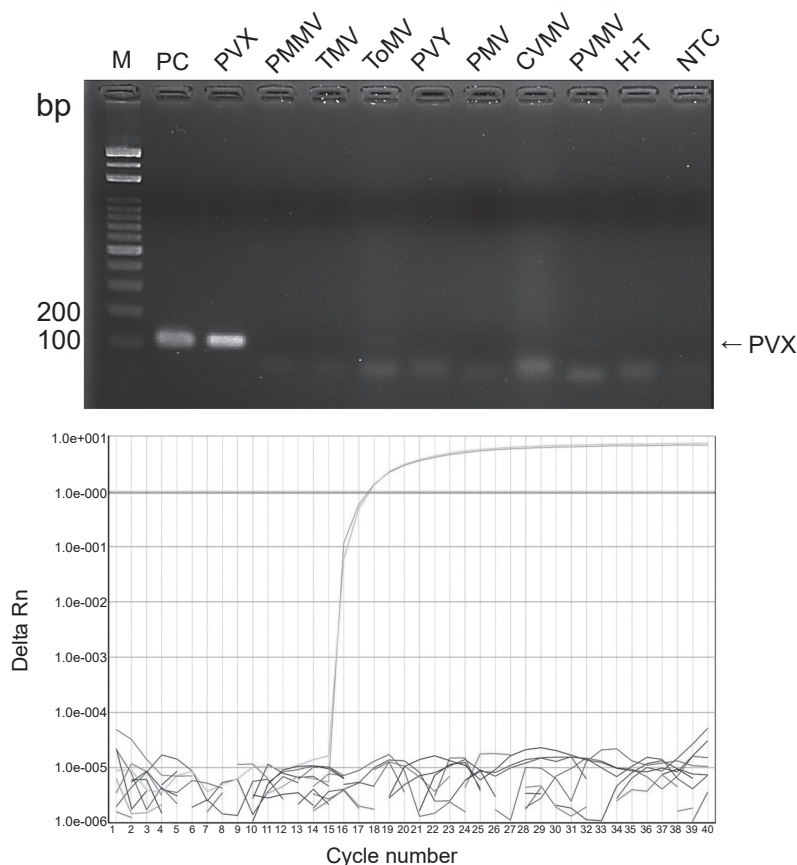 M PC PVX PMMV TMV ToMV PVY PMV CVMV PVMV H-T NTC
bp
200
100
← PVX
1.0e+001
1.0e-000
1.0e-001
1.0e-002
1.0e-003
1.0e-004
1.0e-005
1.0e-006
Delta Rn
1 2 3 4 5 6 7 8 9 10 11 12 13 14 15 16 17 18 19 20 21 22 23 24 25 26 27 28 29 30 31 32 33 34 35 36 37 38 39 40
Cycle number